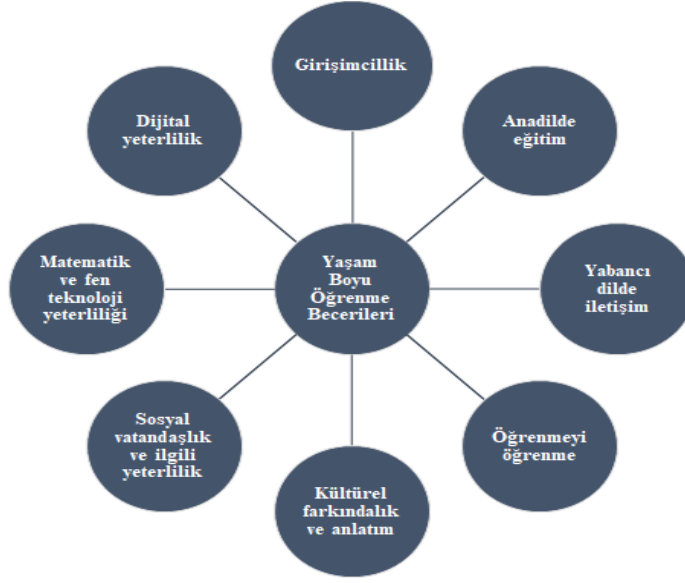 Girişimcillik
Anadilde
eğitim
Yabancı
dilde
iletişim
Öğrenmeyi
öğrenme
Kültürel
farkındalık
ve anlatım
Sosyal
vatandaşlık
ve ilgili
yeterlilik
Matematik
ve fen
teknoloji
yeterliliği
Dijital
yeterlilik
Yaşam
Boyu
Öğrenme
Becerileri